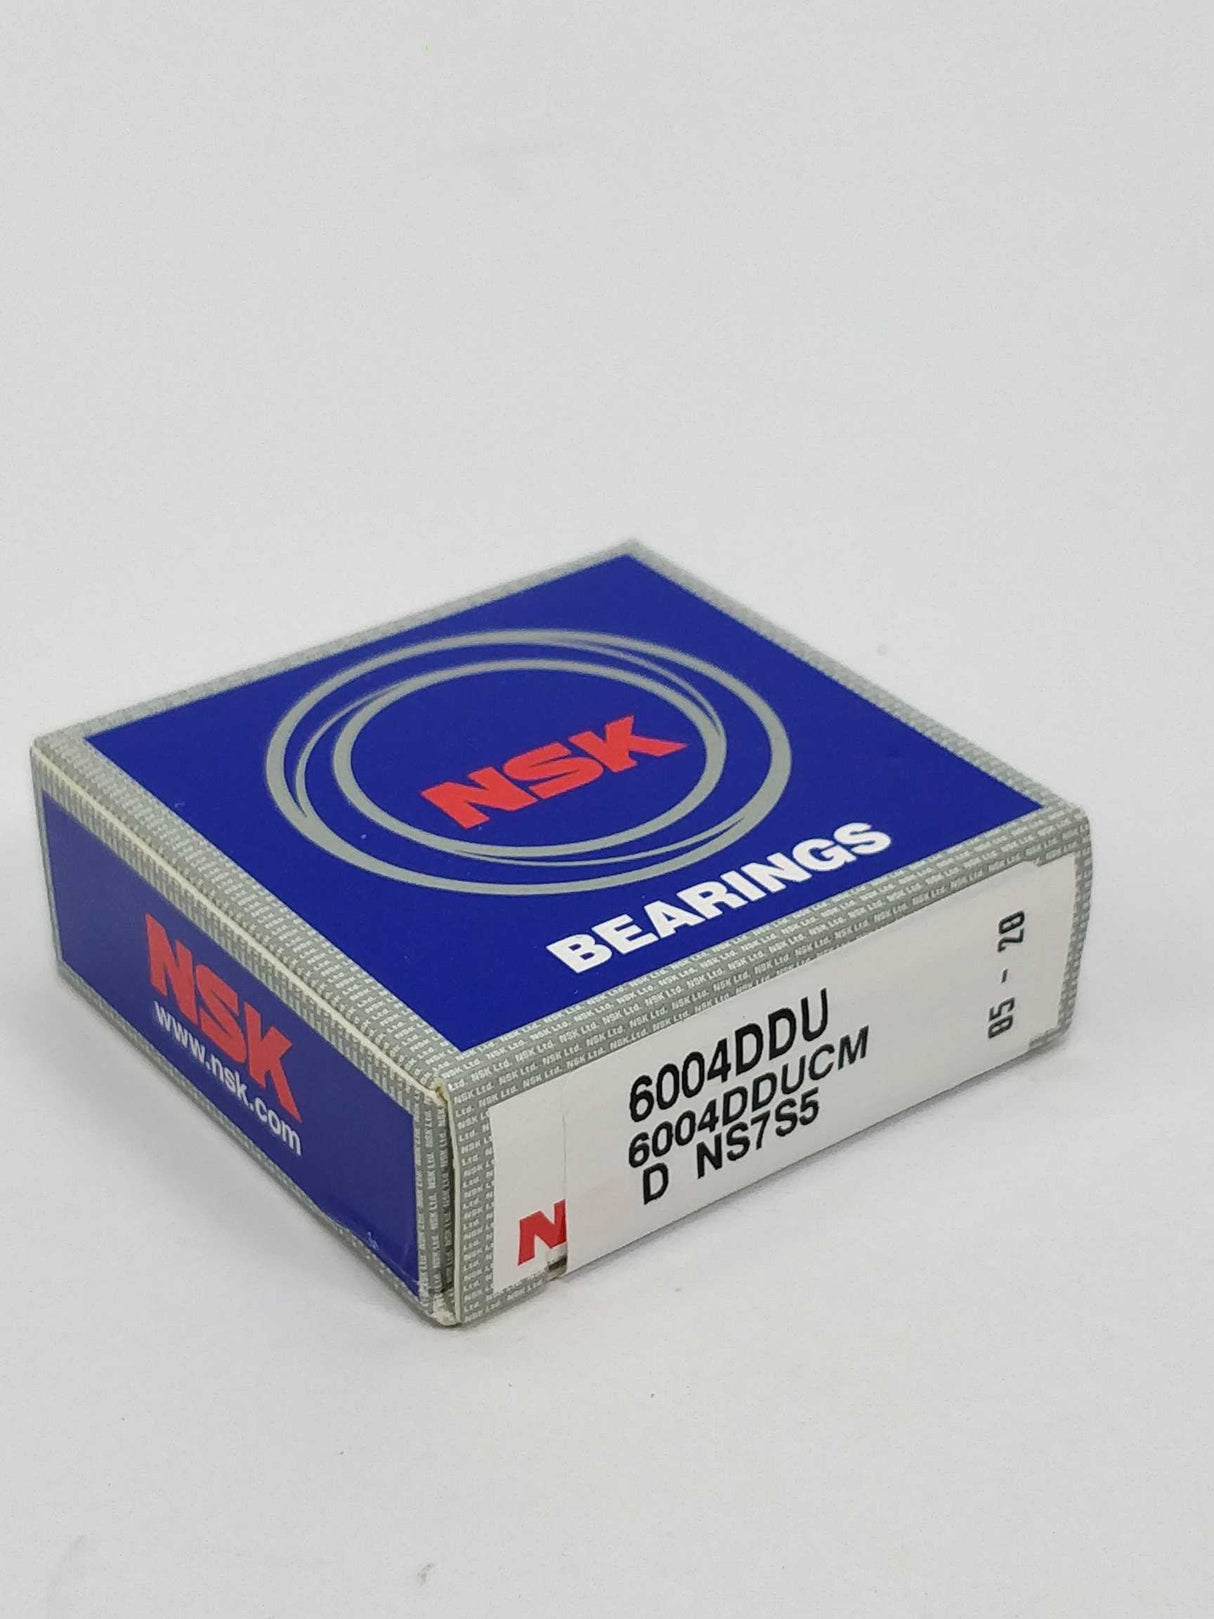 NSK
BEARINGS
NSK
www.nsk.com
6004DDU
6004DDUCM
D NS7S5
05 - 20
N